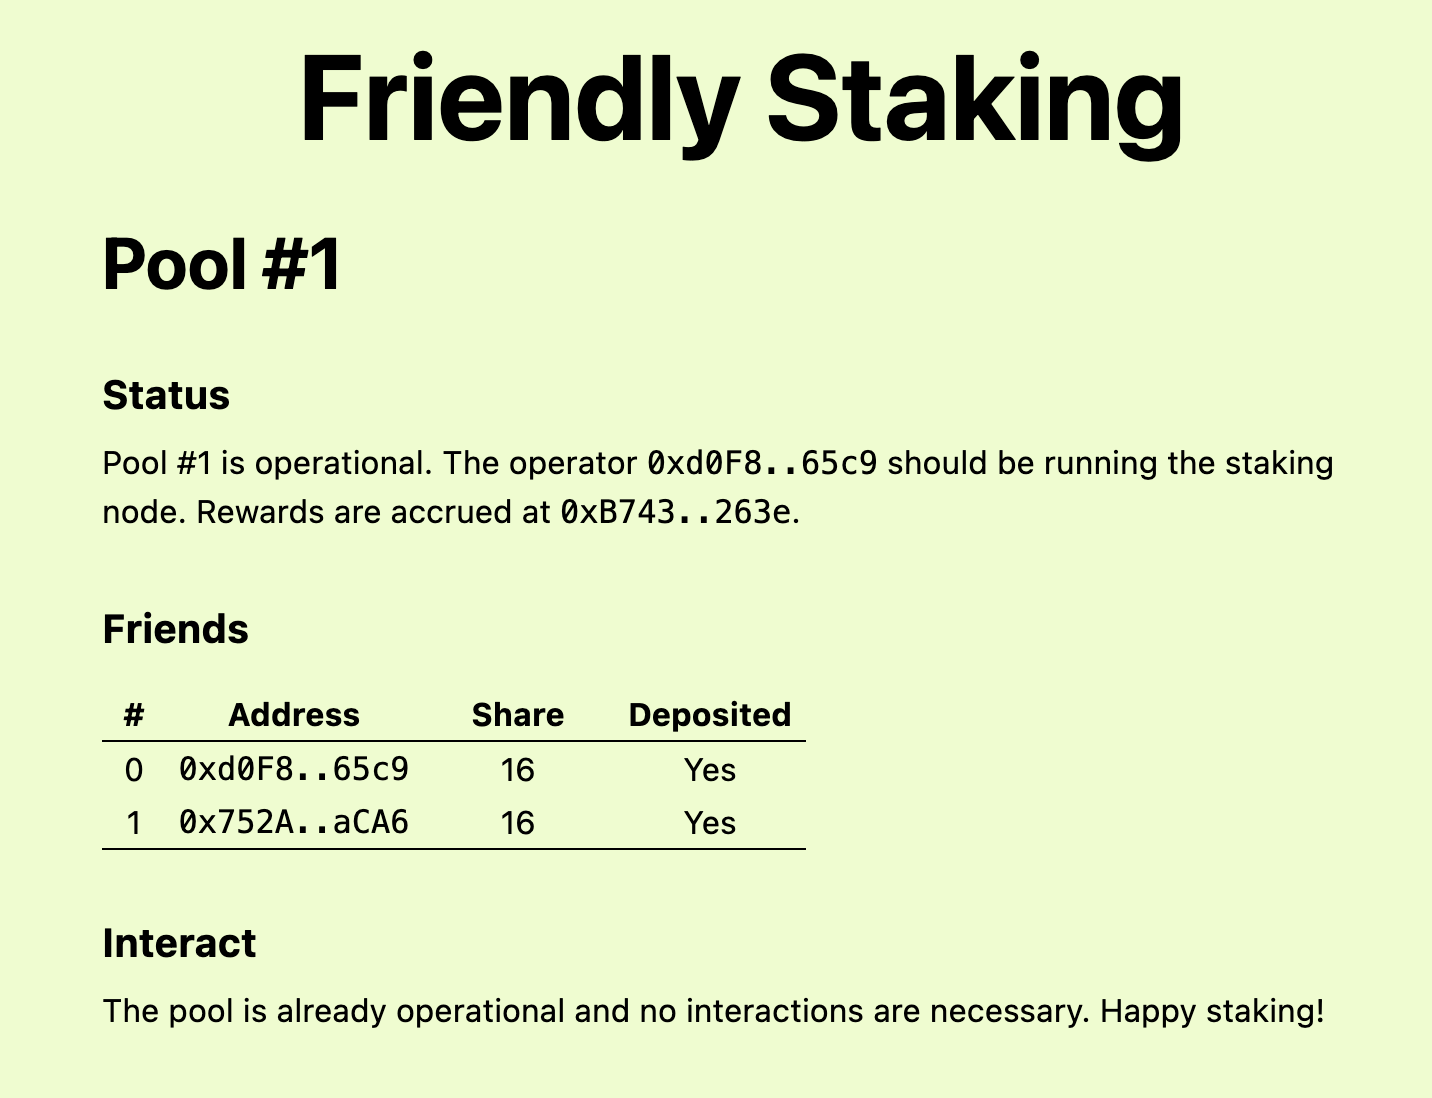 Friendly Staking
Pool #1
Status
Pool #1 is operational. The operator 0xd0F8..65c9 should be running the staking
node. Rewards are accrued at 0xB743..263e.
Friends
# Address Share Deposited
0 0xd0F8..65c9 16 Yes
1 0x752A..aCA6 16 Yes
Interact
The pool is already operational and no interactions are necessary. Happy staking!